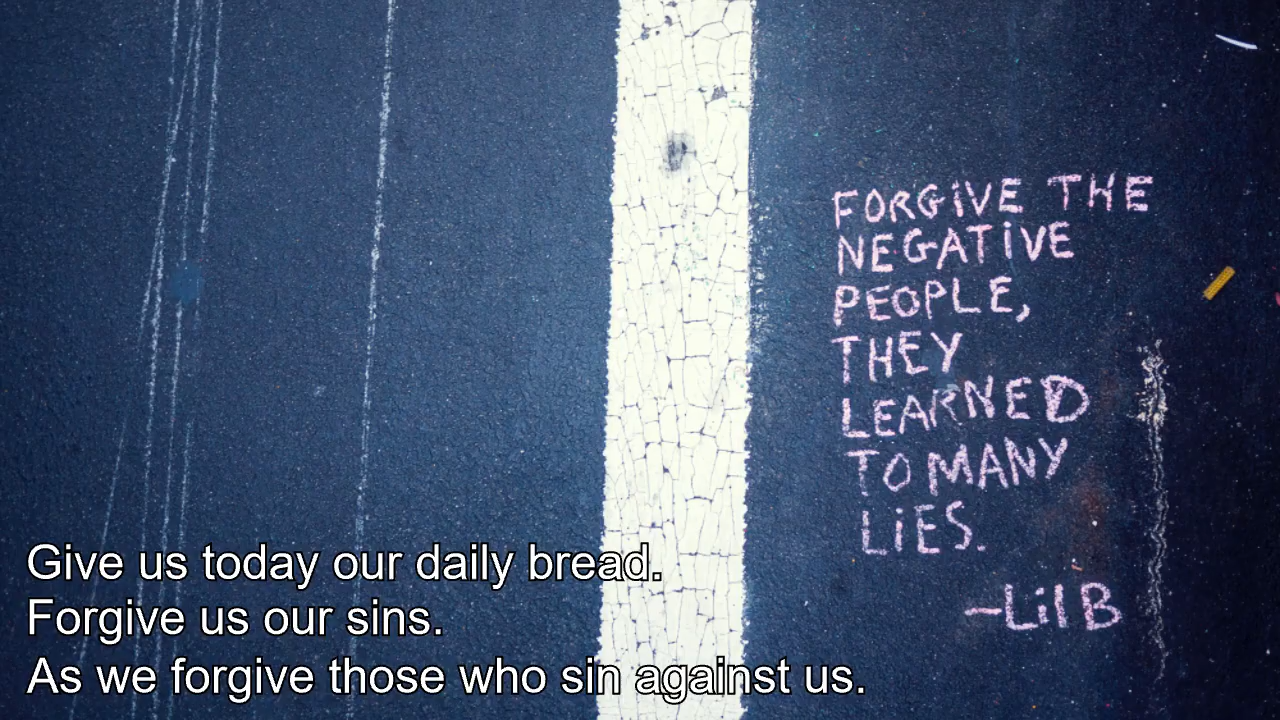 FORGiVE THE
NEGATiVE
PEOPLE,
THEY
LEARNED
TO MANY
LiES.
-Lil B
Give us today our daily bread.
Forgive us our sins.
As we forgive those who sin against us.